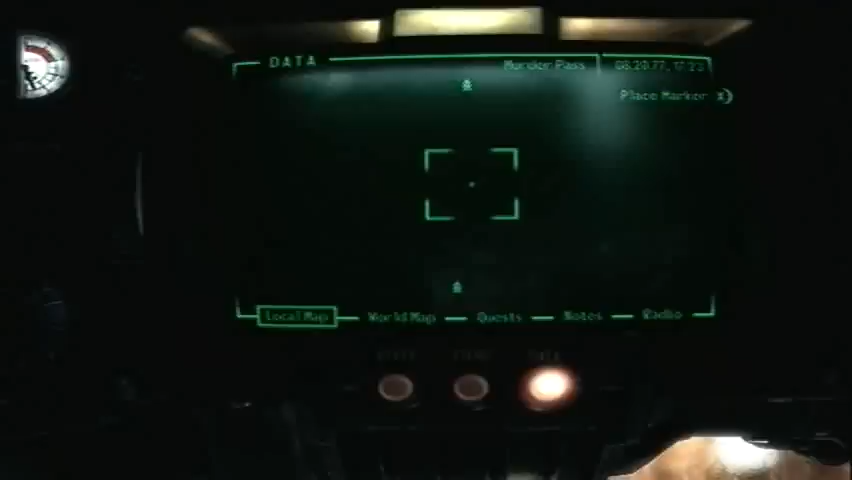 DATA
Murder Pass
08.20.77, 17:23
Place Marker X)
Local Map
World Map
Quests
Notes
Radio